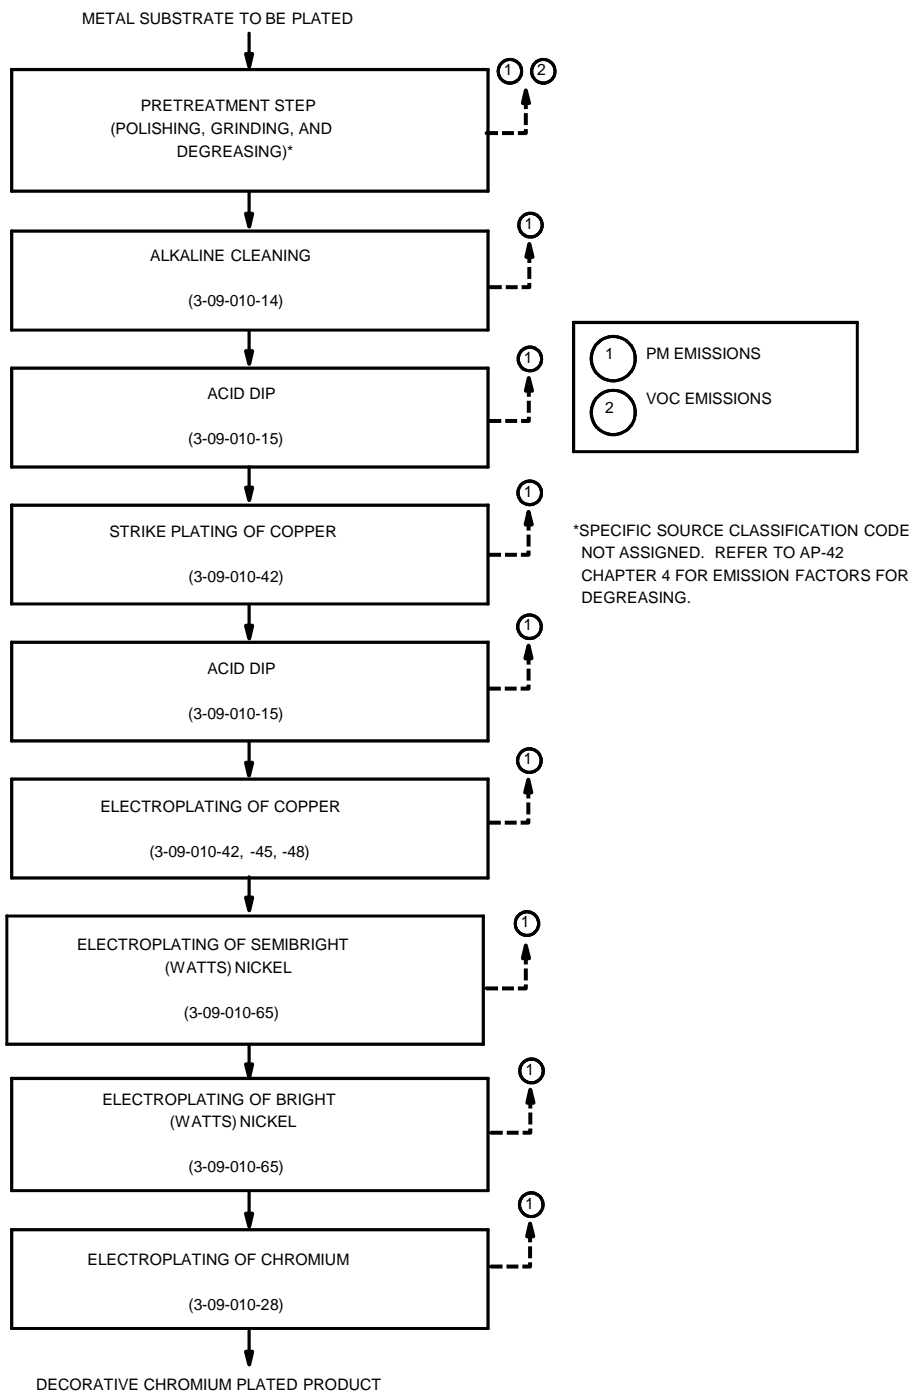 METAL SUBSTRATE TO BE PLATED
1 2
PRETREATMENT STEP
(POLISHING, GRINDING, AND
DEGREASING)*
1
ALKALINE CLEANING
(3-09-010-14)
1
ACID DIP
(3-09-010-15)
1 PM EMISSIONS
2 VOC EMISSIONS
1
STRIKE PLATING OF COPPER
(3-09-010-42)
*SPECIFIC SOURCE CLASSIFICATION CODE
NOT ASSIGNED. REFER TO AP-42
CHAPTER 4 FOR EMISSION FACTORS FOR
DEGREASING.
1
ACID DIP
(3-09-010-15)
1
ELECTROPLATING OF COPPER
(3-09-010-42, -45, -48)
1
ELECTROPLATING OF SEMIBRIGHT
(WATTS) NICKEL
(3-09-010-65)
1
ELECTROPLATING OF BRIGHT
(WATTS) NICKEL
(3-09-010-65)
1
ELECTROPLATING OF CHROMIUM
(3-09-010-28)
DECORATIVE CHROMIUM PLATED PRODUCT